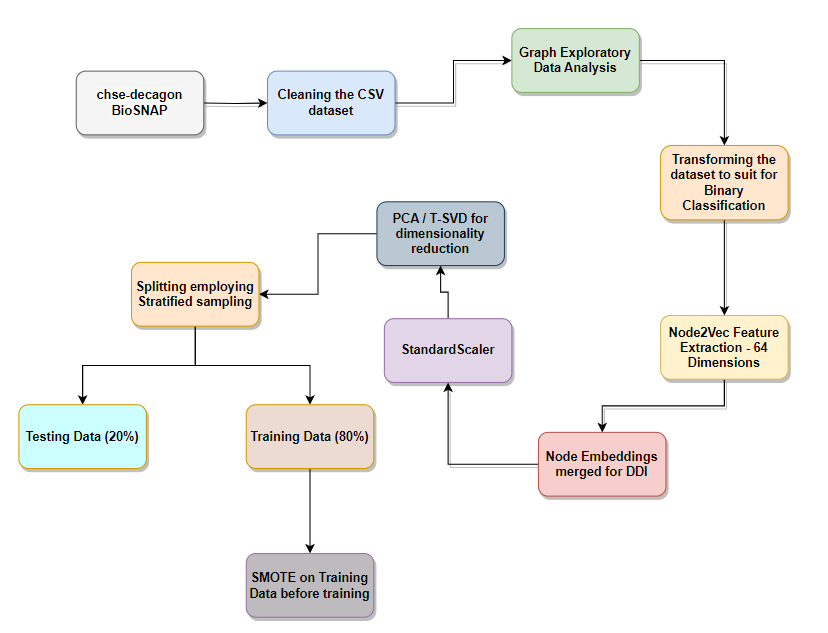 chse-decagon
BioSNAP
Cleaning the CSV
dataset
Graph Exploratory
Data Analysis
Transforming the
dataset to suit for
Binary
Classification
Node2Vec Feature
Extraction - 64
Dimensions
Node Embeddings
merged for DDI
StandardScaler
PCA / T-SVD for
dimensionality
reduction
Splitting employing
Stratified sampling
Testing Data (20%)
Training Data (80%)
SMOTE on Training
Data before training